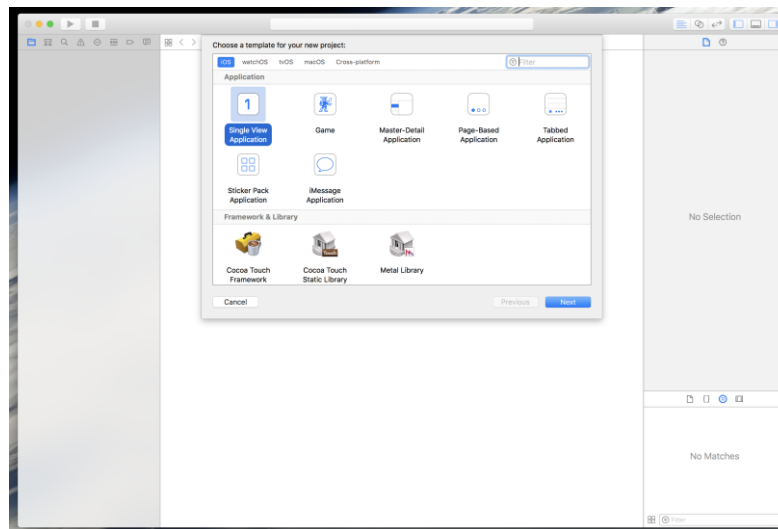 Choose a template for your new project:
iOS watchOS tvOS macOS Cross-platform
Filter
Application
1
Single View
Application
Game
Master-Detail
Application
Page-Based
Application
Tabbed
Application
Sticker Pack
Application
iMessage
Application
Framework & Library
Cocoa Touch
Framework
Cocoa Touch
Static Library
Metal Library
Cancel
Previous
Next
No Selection
No Matches
Filter